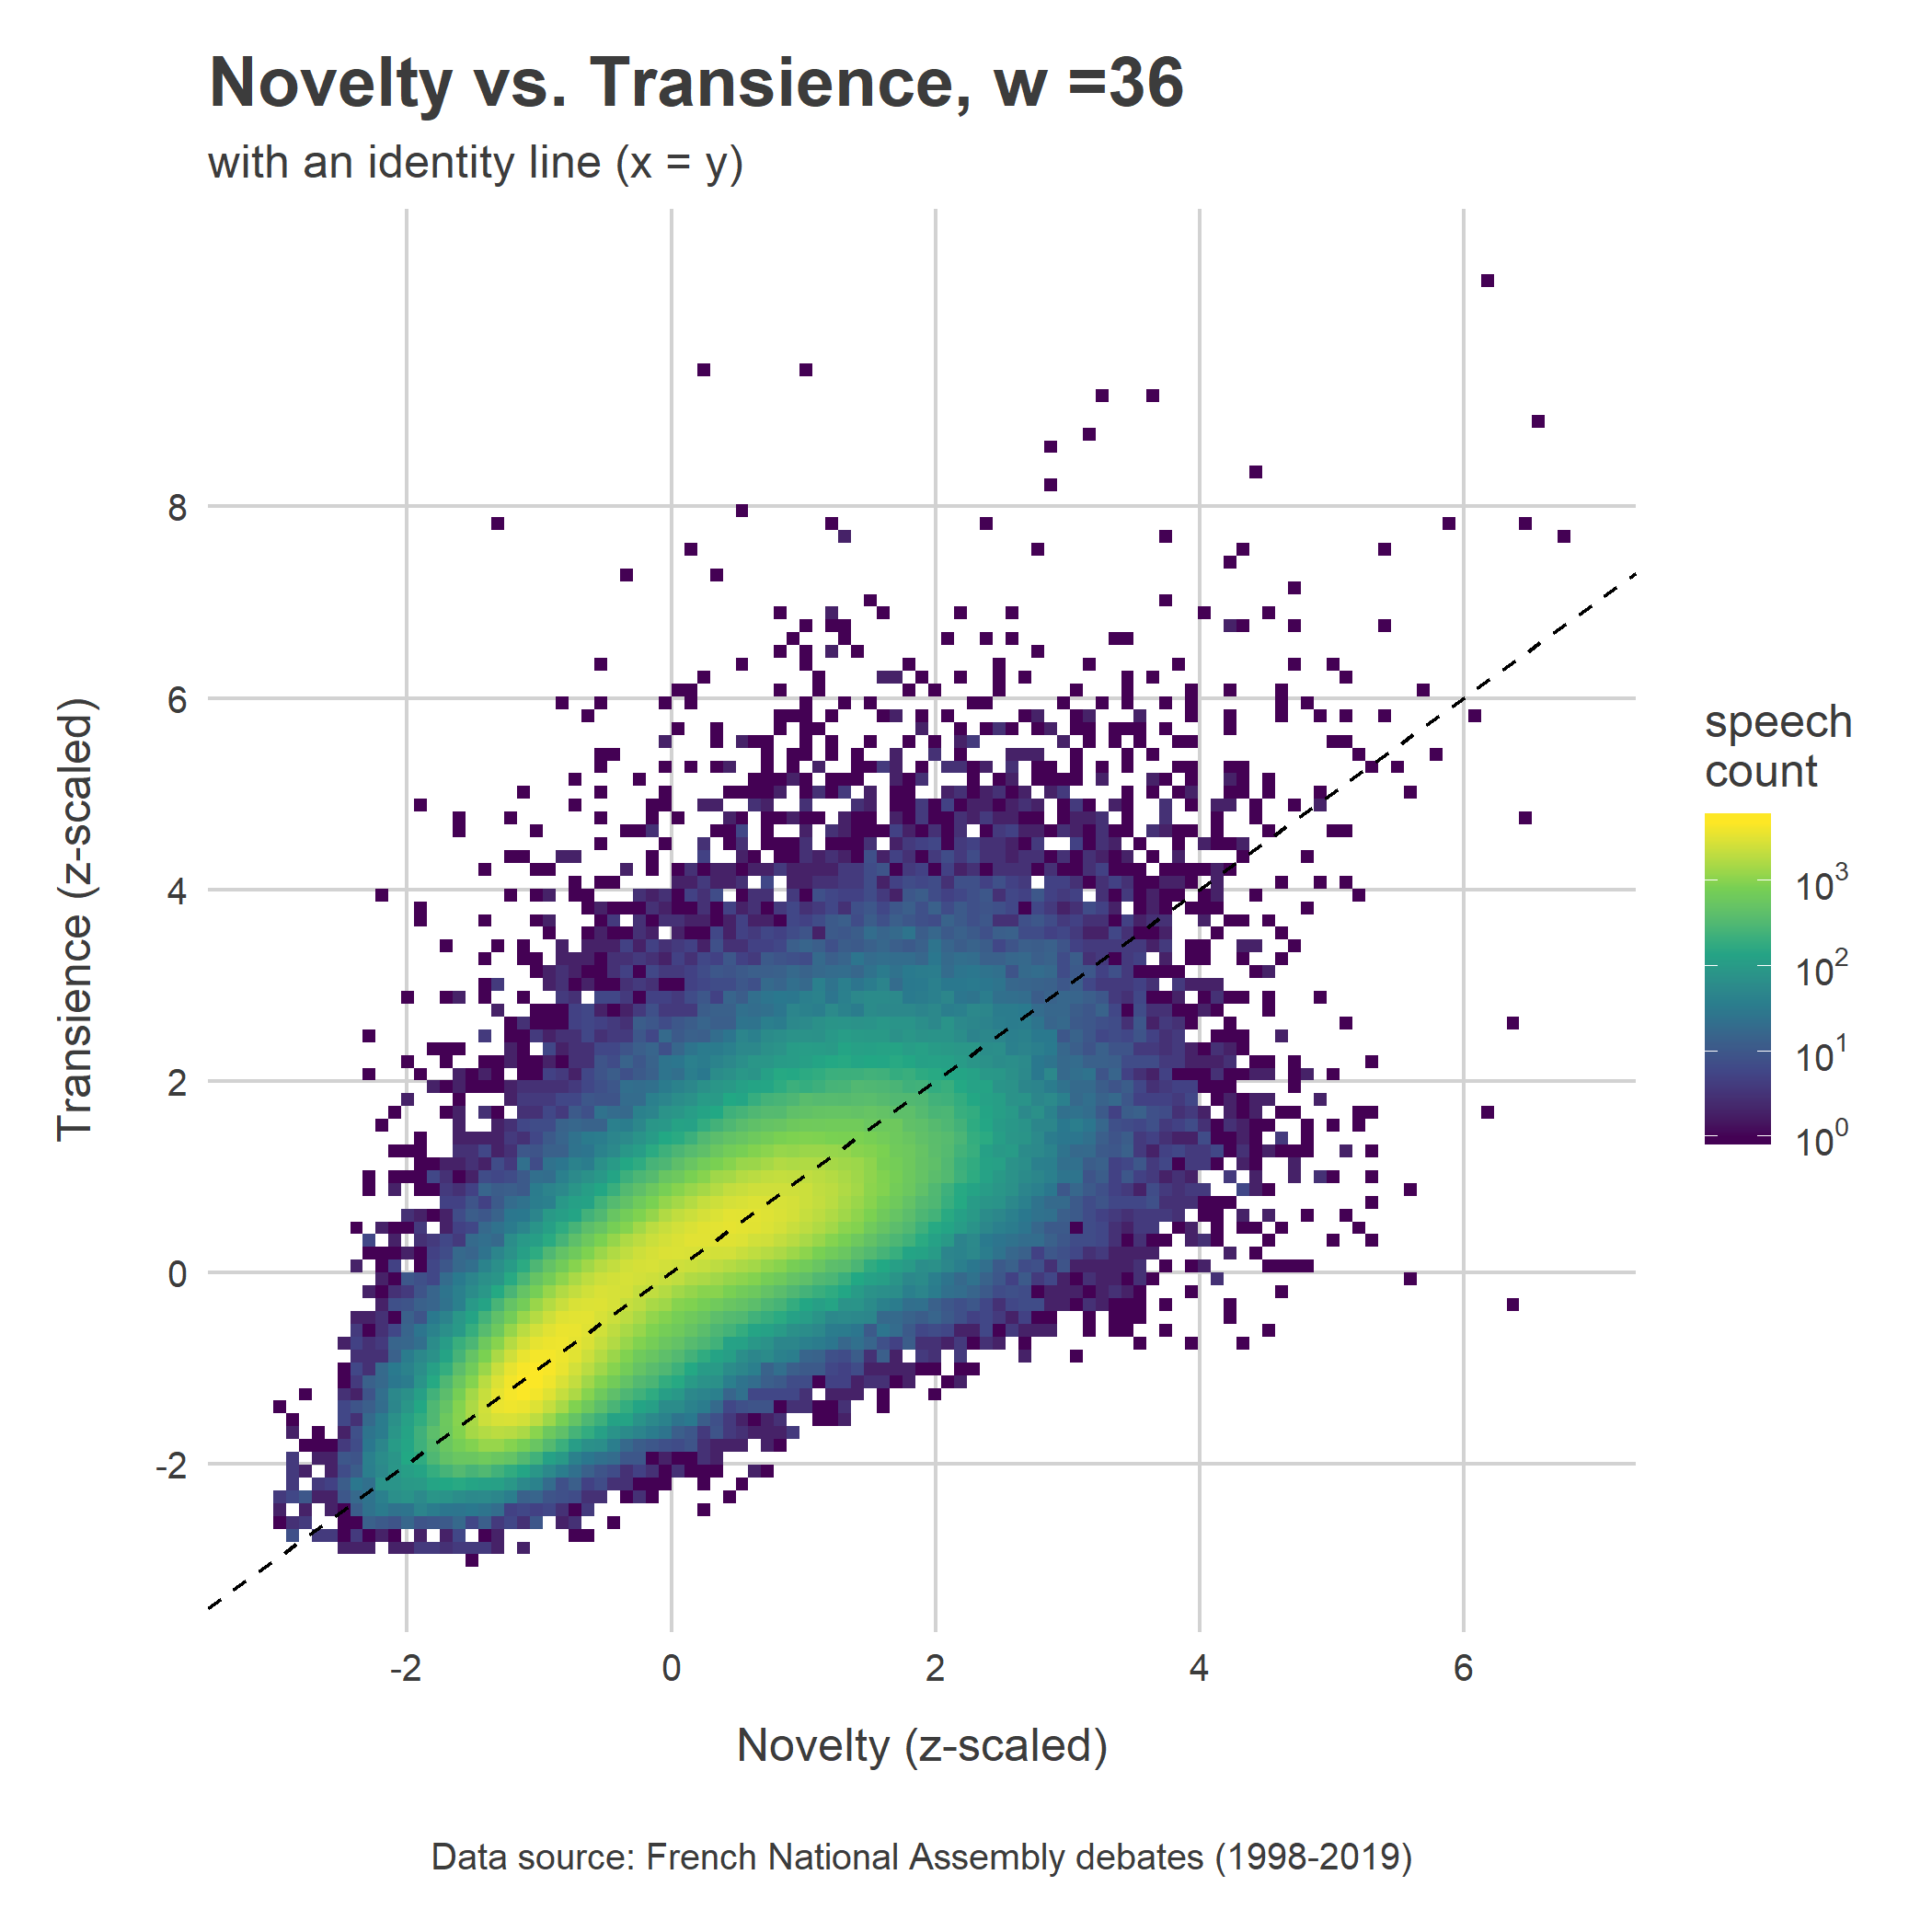 Novelty vs. Transience, w =36
with an identity line (x = y)
Transience (z-scaled)
8
6
4
2
0
-2
-2 0 2 4 6
Novelty (z-scaled)
speech
count
10³
10²
10¹
10⁰
Data source: French National Assembly debates (1998-2019)